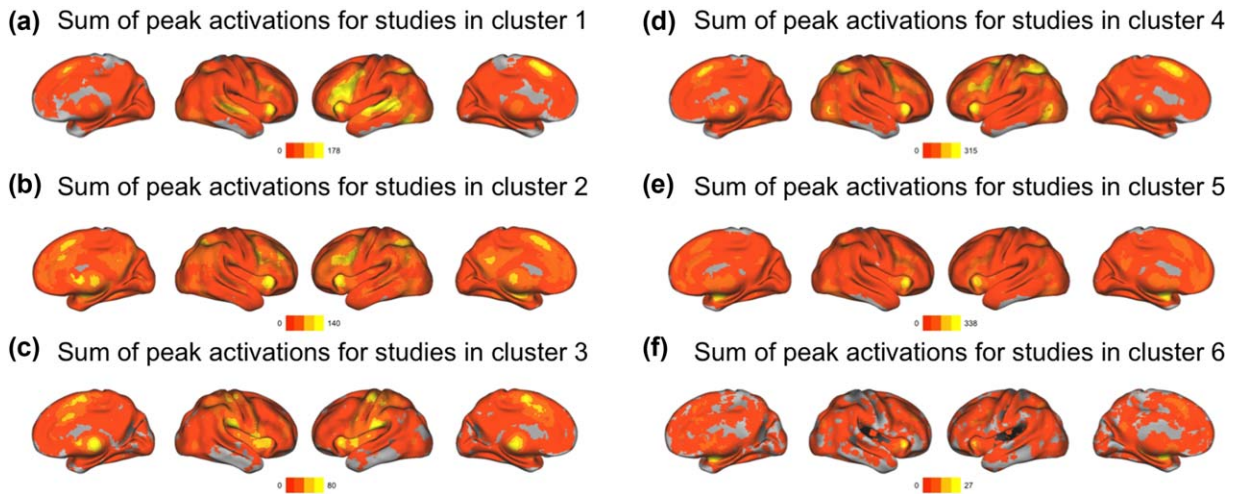 (a) Sum of peak activations for studies in cluster 1
0 178
(b) Sum of peak activations for studies in cluster 2
0 140
(c) Sum of peak activations for studies in cluster 3
0 80
(d) Sum of peak activations for studies in cluster 4
0 315
(e) Sum of peak activations for studies in cluster 5
0 338
(f) Sum of peak activations for studies in cluster 6
0 27